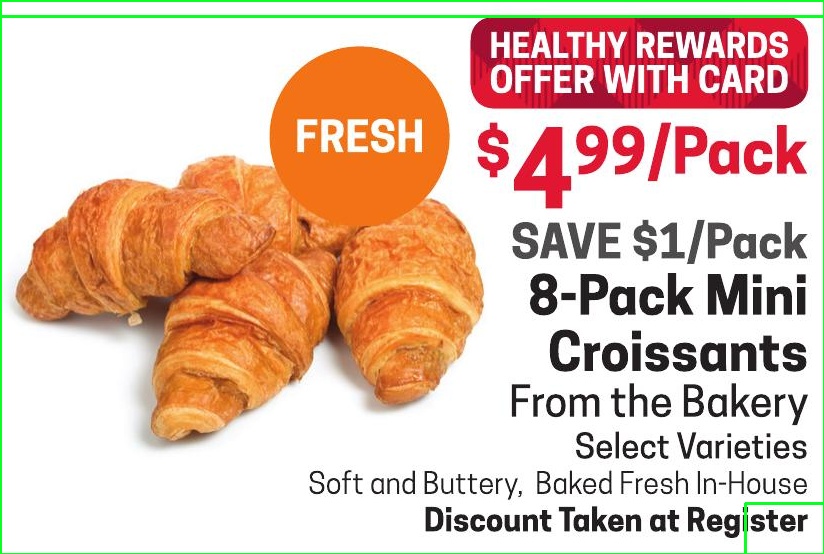 HEALTHY REWARDS
OFFER WITH CARD
FRESH
$4.99/Pack
SAVE $1/Pack
8-Pack Mini
Croissants
From the Bakery
Select Varieties
Soft and Buttery, Baked Fresh In-House
Discount Taken at Register